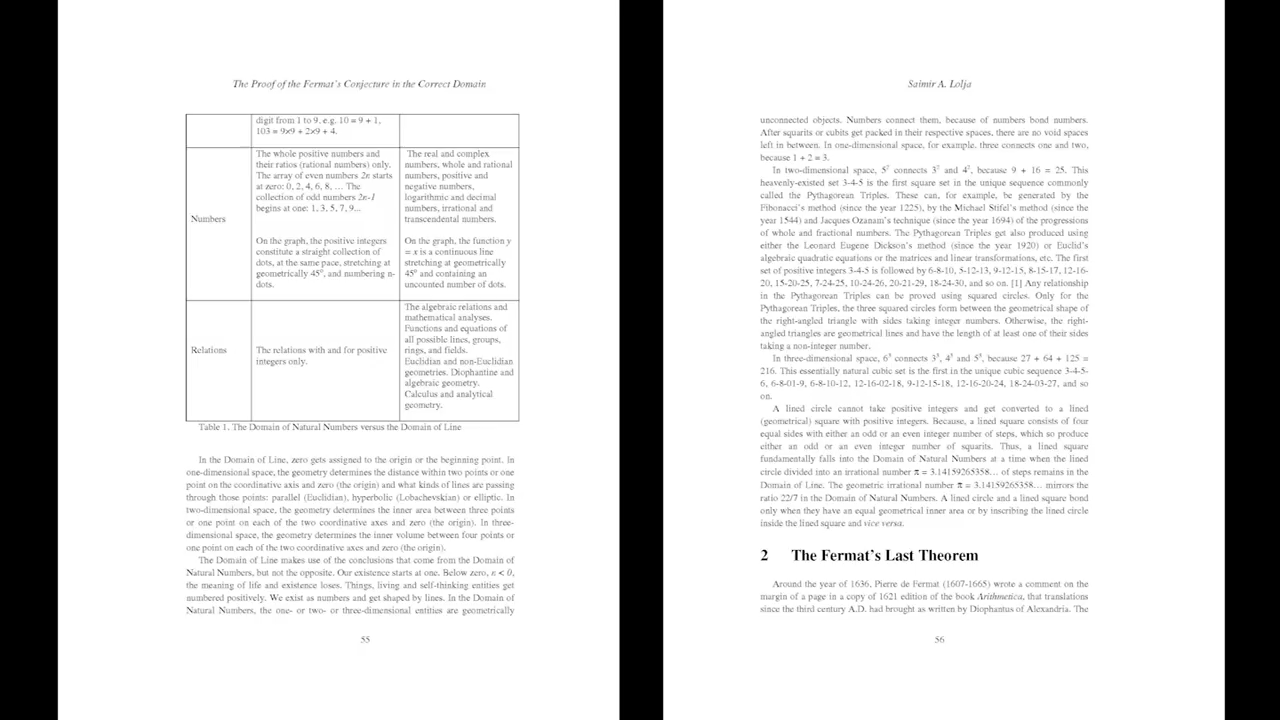 The Proof of the Fermat's Conjecture in the Correct Domain
digit from 1 to 9, e.g. 10 = 9 + 1,
103 = 9×9 + 2×9 + 4.
Numbers
The whole positive numbers and
their ratios (rational numbers) only.
The array of even numbers 2n starts
at zero: 0, 2, 4, 6, 8, … The
collection of odd numbers 2n-1
begins at one: 1, 3, 5, 7, 9...
On the graph, the positive integers
constitute a straight collection of
dots, at the same pace, stretching at
geometrically 45⁰, and numbering n-
dots.
The real and complex
numbers, whole and rational
numbers, positive and
negative numbers,
logarithmic and decimal
numbers, irrational and
transcendental numbers.
On the graph, the function y
= x is a continuous line
stretching at geometrically
45⁰ and containing an
uncounted number of dots.
Relations
The relations with and for positive
integers only.
The algebraic relations and
mathematical analyses.
Functions and equations of
all possible lines, groups,
rings, and fields.
Euclidian and non-Euclidian
geometries. Diophantine and
algebraic geometry.
Calculus and analytical
geometry.
Table 1. The Domain of Natural Numbers versus the Domain of Line
In the Domain of Line, zero gets assigned to the origin or the beginning point. In
one-dimensional space, the geometry determines the distance within two points or one
point on the coordinative axis and zero (the origin) and what kinds of lines are passing
through those points: parallel (Euclidian), hyperbolic (Lobachevskian) or elliptic. In
two-dimensional space, the geometry determines the inner area between three points
or one point on each of the two coordinative axes and zero (the origin). In three-
dimensional space, the geometry determines the inner volume between four points or
one point on each of the two coordinative axes and zero (the origin).
The Domain of Line makes use of the conclusions that come from the Domain of
Natural Numbers, but not the opposite. Our existence starts at one. Below zero, n < 0,
the meaning of life and existence loses. Things, living and self-thinking entities get
numbered positively. We exist as numbers and get shaped by lines. In the Domain of
Natural Numbers, the one- or two- or three-dimensional entities are geometrically
55
Saimir A. Lolja
unconnected objects. Numbers connect them, because of numbers bond numbers.
After squarits or cubits get packed in their respective spaces, there are no void spaces
left in between. In one-dimensional space, for example. three connects one and two,
because 1 + 2 = 3.
In two-dimensional space, 5² connects 3² and 4², because 9 + 16 = 25. This
heavenly-existed set 3-4-5 is the first square set in the unique sequence commonly
called the Pythagorean Triples. These can, for example, be generated by the
Fibonacci's method (since the year 1225), by the Michael Stifel's method (since the
year 1544) and Jacques Ozanam's technique (since the year 1694) of the progressions
of whole and fractional numbers. The Pythagorean Triples get also produced using
either the Leonard Eugene Dickson's method (since the year 1920) or Euclid's
algebraic quadratic equations or the matrices and linear transformations, etc. The first
set of positive integers 3-4-5 is followed by 6-8-10, 5-12-13, 9-12-15, 8-15-17, 12-16-
20, 15-20-25, 7-24-25, 10-24-26, 20-21-29, 18-24-30, and so on. [1] Any relationship
in the Pythagorean Triples can be proved using squared circles. Only for the
Pythagorean Triples, the three squared circles form between the geometrical shape of
the right-angled triangle with sides taking integer numbers. Otherwise, the right-
angled triangles are geometrical lines and have the length of at least one of their sides
taking a non-integer number.
In three-dimensional space, 6³ connects 3³, 4³ and 5³, because 27 + 64 + 125 =
216. This essentially natural cubic set is the first in the unique cubic sequence 3-4-5-
6, 6-8-01-9, 6-8-10-12, 12-16-02-18, 9-12-15-18, 12-16-20-24, 18-24-03-27, and so
on.
A lined circle cannot take positive integers and get converted to a lined
(geometrical) square with positive integers. Because, a lined square consists of four
equal sides with either an odd or an even integer number of steps, which so produce
either an odd or an even integer number of squarits. Thus, a lined square
fundamentally falls into the Domain of Natural Numbers at a time when the lined
circle divided into an irrational number π = 3.14159265358… of steps remains in the
Domain of Line. The geometric irrational number π = 3.14159265358… mirrors the
ratio 22/7 in the Domain of Natural Numbers. A lined circle and a lined square bond
only when they have an equal geometrical inner area or by inscribing the lined circle
inside the lined square and vice versa.
2 The Fermat's Last Theorem
Around the year of 1636, Pierre de Fermat (1607-1665) wrote a comment on the
margin of a page in a copy of 1621 edition of the book Arithmetica, that translations
since the third century A.D. had brought as written by Diophantus of Alexandria. The
56